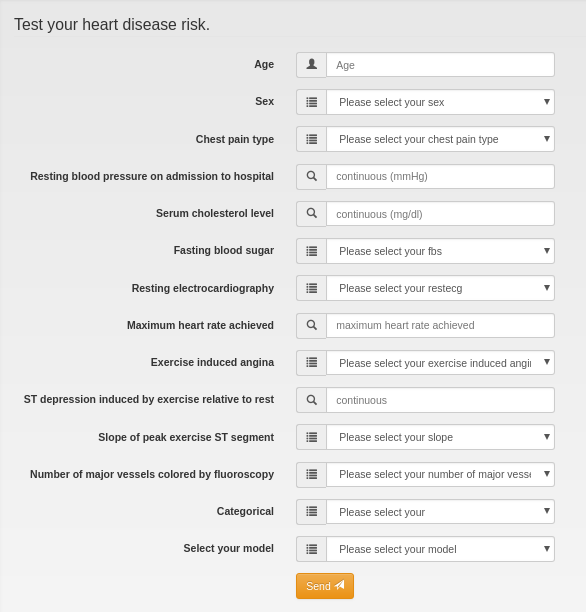 Test your heart disease risk.
Age Age
Sex Please select your sex
Chest pain type Please select your chest pain type
Resting blood pressure on admission to hospital continuous (mmHg)
Serum cholesterol level continuous (mg/dl)
Fasting blood sugar Please select your fbs
Resting electrocardiography Please select your restecg
Maximum heart rate achieved maximum heart rate achieved
Exercise induced angina Please select your exercise induced angi
ST depression induced by exercise relative to rest continuous
Slope of peak exercise ST segment Please select your slope
Number of major vessels colored by fluoroscopy Please select your number of major vesse
Categorical Please select your
Select your model Please select your model
Send